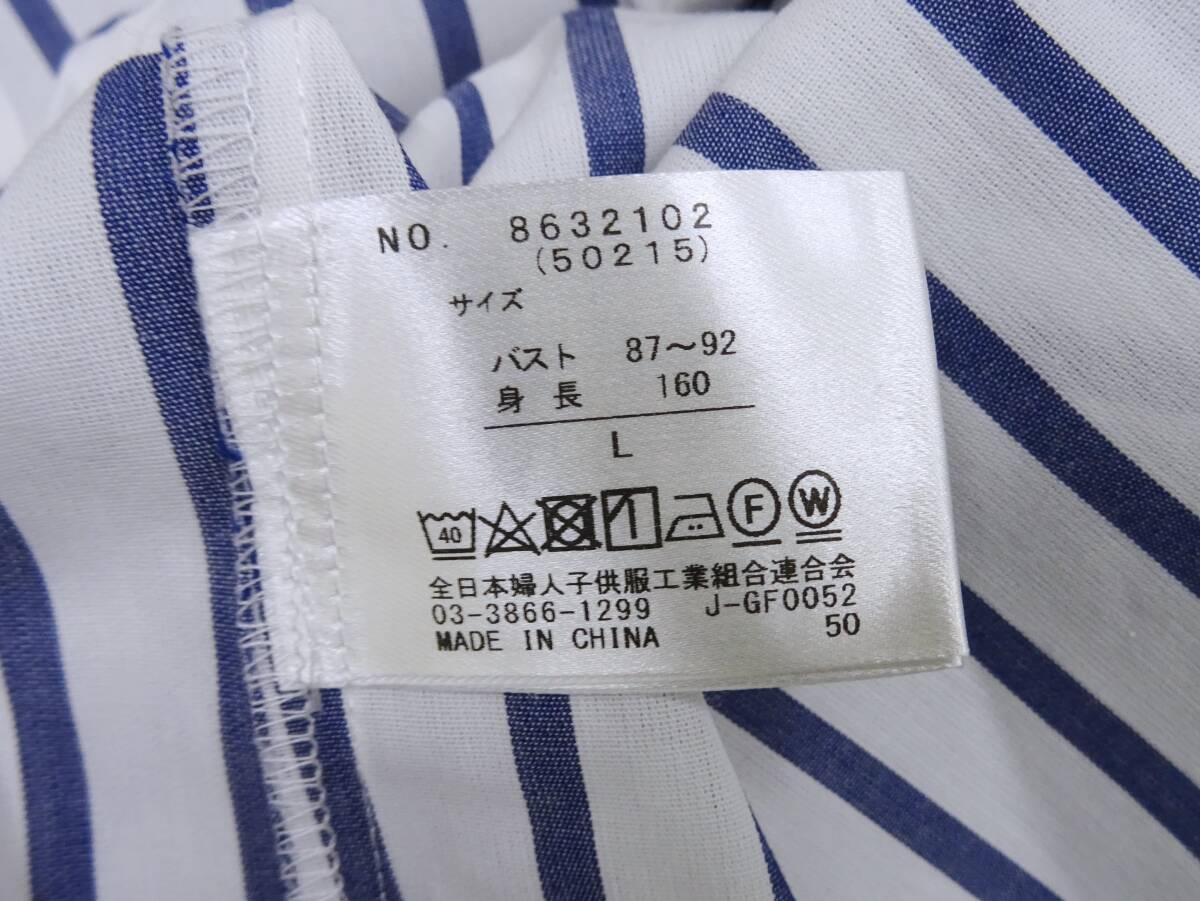 NO. 8632102
(50215)
サイズ
バスト 87～92
身長 160
L
40 F W
全日本婦人子供服工業組合連合会
03-3866-1299 J-GF0052
MADE IN CHINA 50